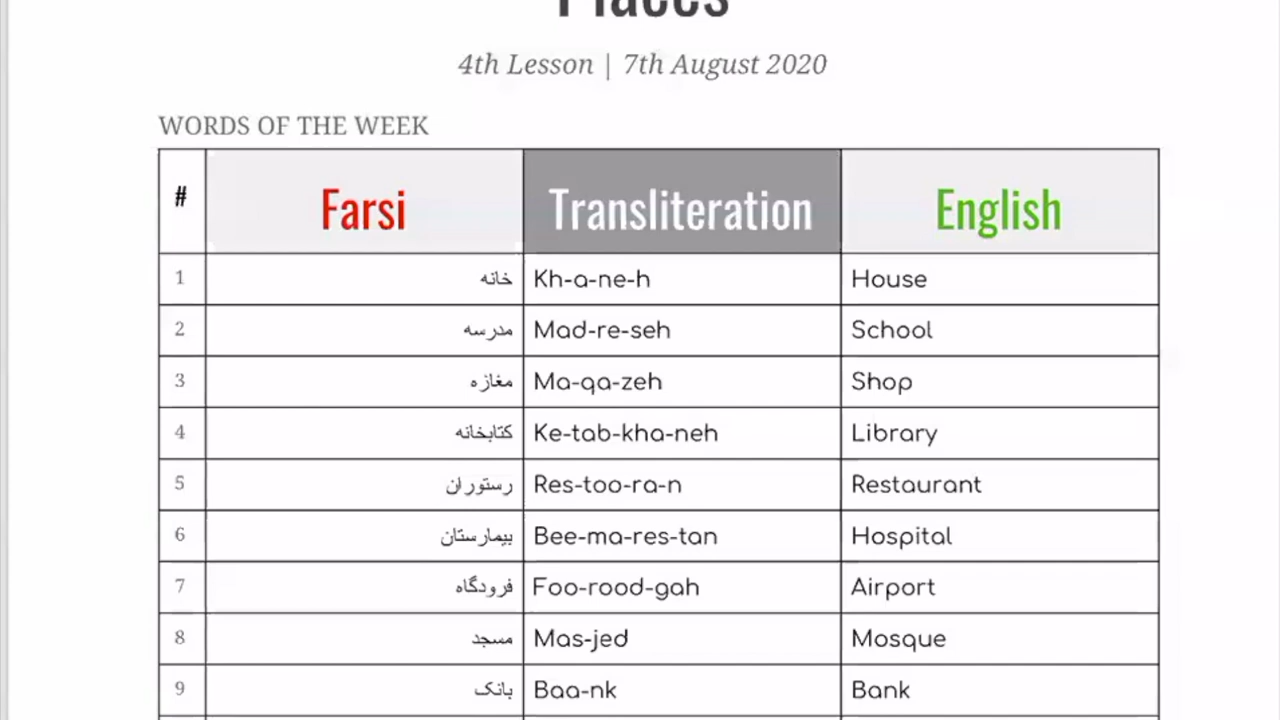 Places
4th Lesson | 7th August 2020
WORDS OF THE WEEK
# Farsi Transliteration English
1 خانه Kh-a-ne-h House
2 مدرسه Mad-re-seh School
3 مغازه Ma-qa-zeh Shop
4 کتابخانه Ke-tab-kha-neh Library
5 رستوران Res-too-ra-n Restaurant
6 بیمارستان Bee-ma-res-tan Hospital
7 فرودگاه Foo-rood-gah Airport
8 مسجد Mas-jed Mosque
9 بانک Baa-nk Bank